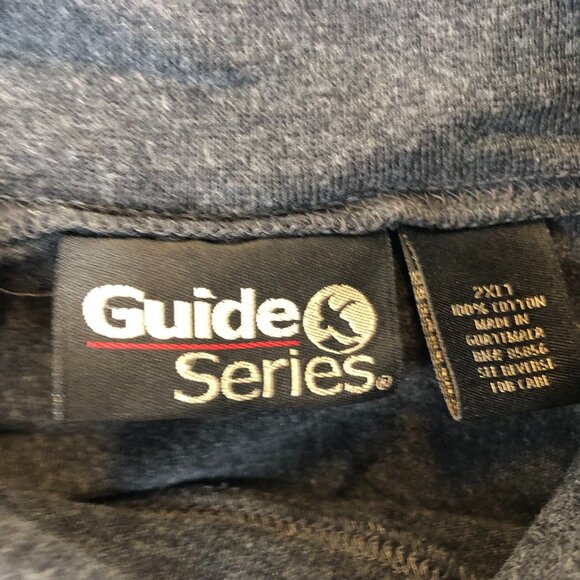 Guide
Series®
2XLT
100% COTTON
MADE IN
GUATEMALA
RN# 85856
SEE REVERSE
FOR CARE